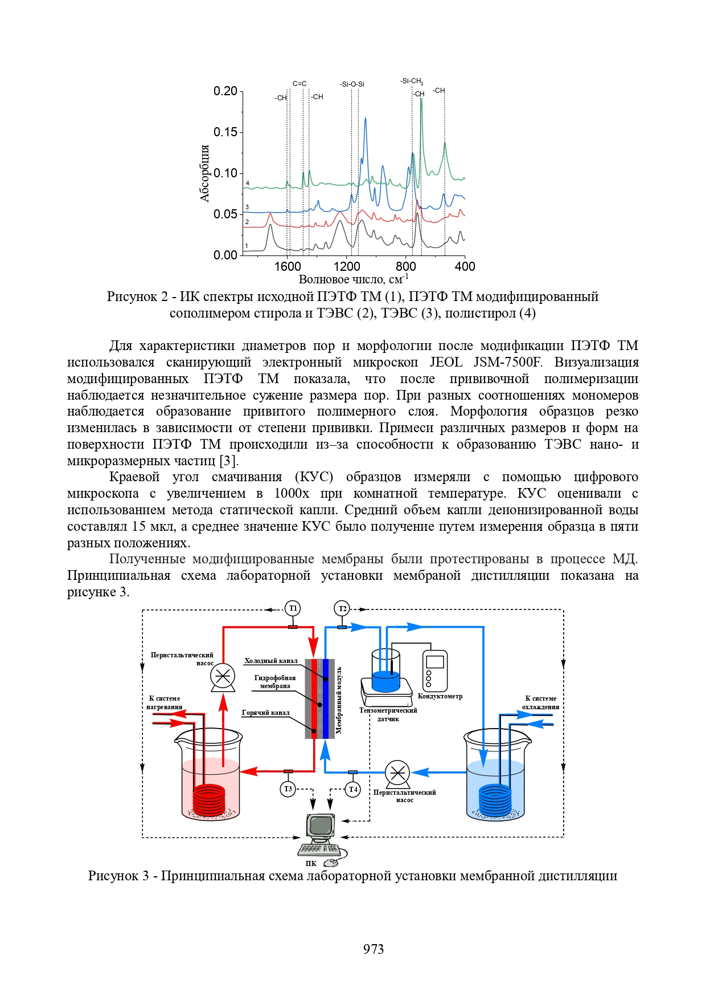 C=C
-Si-O-Si
-Si-CH3
-CH
-CH
-CH
-CH
0.20
0.15
0.10
0.05
0.00
4
3
2
1
Абсорбция
1600
1200
800
400
Волновое число, см-1
Рисунок 2 - ИК спектры исходной ПЭТФ ТМ (1), ПЭТФ ТМ модифицированный
сополимером стирола и ТЭВС (2), ТЭВС (3), полистирол (4)
Для характеристики диаметров пор и морфологии после модификации ПЭТФ ТМ
использовался сканирующий электронный микроскоп JEOL JSM-7500F. Визуализация
модифицированных ПЭТФ ТМ показала, что после прививочной полимеризации
наблюдается незначительное сужение размера пор. При разных соотношениях мономеров
наблюдается образование привитого полимерного слоя. Морфология образцов резко
изменилась в зависимости от степени прививки. Примеси различных размеров и форм на
поверхности ПЭТФ ТМ происходили из–за способности к образованию ТЭВС нано- и
микроразмерных частиц [3].
Краевой угол смачивания (КУС) образцов измеряли с помощью цифрового
микроскопа с увеличением в 1000х при комнатной температуре. КУС оценивали с
использованием метода статической капли. Средний объем капли деионизированной воды
составлял 15 мкл, а среднее значение КУС было получение путем измерения образца в пяти
разных положениях.
Полученные модифицированные мембраны были протестированы в процессе МД.
Принципиальная схема лабораторной установки мембраной дистилляции показана на
рисунке 3.
T1
T2
Перистальтический
насос
Холодный канал
Гидрофобная
мембрана
Горячий канал
Мембранный модуль
Кондуктометр
Тензометрический
датчик
К системе
нагревания
К системе
охлаждения
T3
T4
Перистальтический
насос
ПК
Рисунок 3 - Принципиальная схема лабораторной установки мембранной дистилляции
973